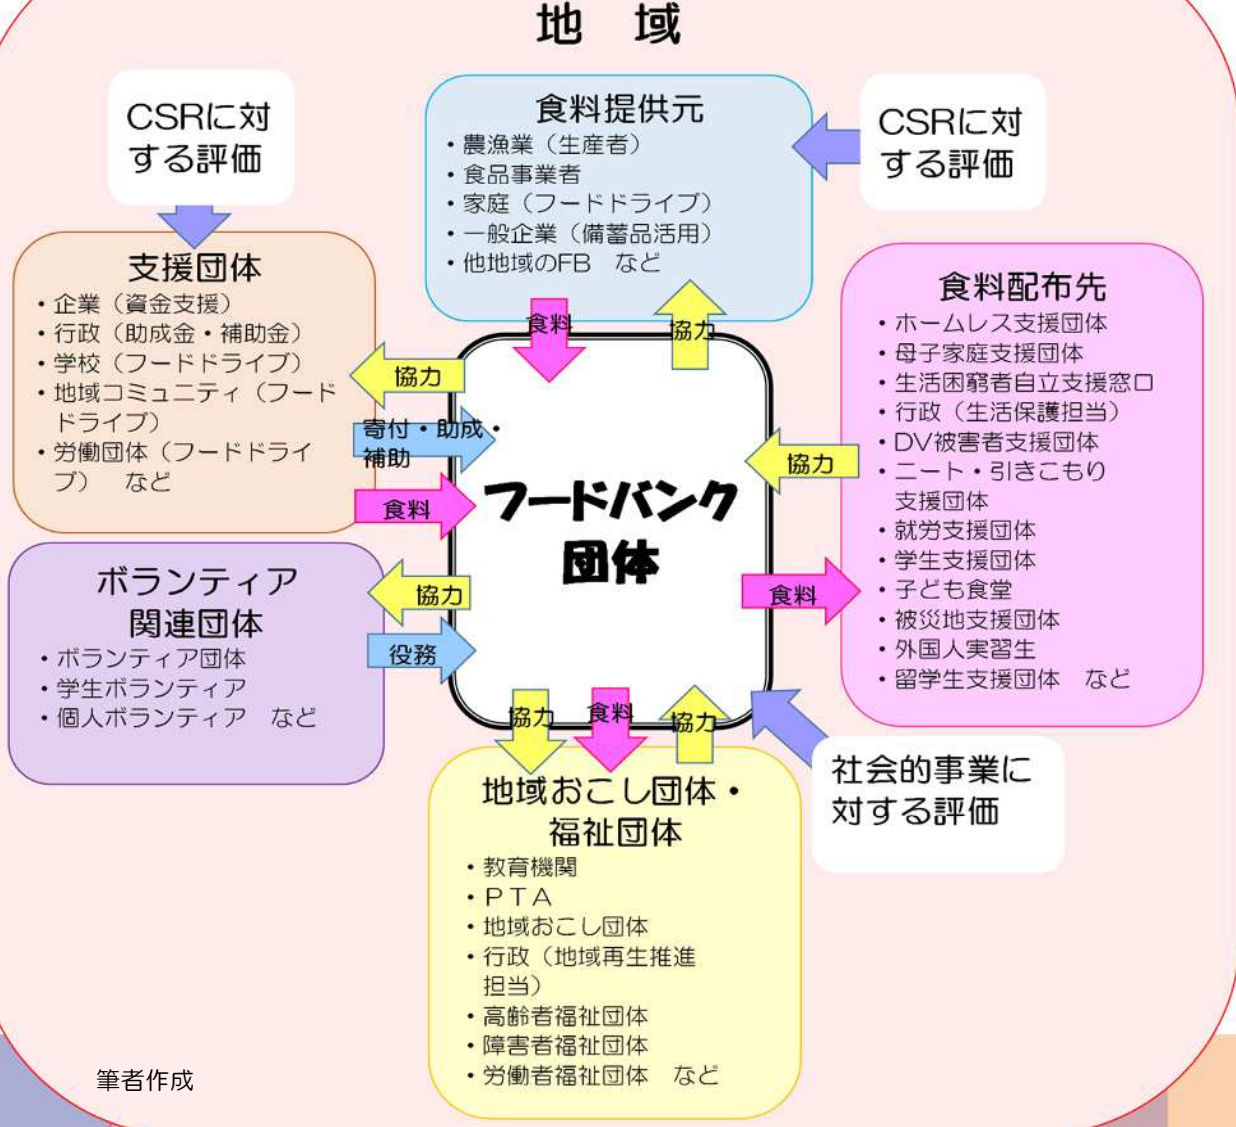 地　域
CSRに対
する評価
食料提供元
・農漁業（生産者）
・食品事業者
・家庭（フードドライブ）
・一般企業（備蓄品活用）
・他地域のFB　など
CSRに対
する評価
支援団体
・企業（資金支援）
・行政（助成金・補助金）
・学校（フードドライブ）
・地域コミュニティ（フード
ドライブ）
・労働団体（フードドライ
ブ）　など
食料
協力
協力
寄付・助成・
補助
食料
フードバンク
団体
協力
食料
食料配布先
・ホームレス支援団体
・母子家庭支援団体
・生活困窮者自立支援窓口
・行政（生活保護担当）
・DV被害者支援団体
・ニート・引きこもり
支援団体
・就労支援団体
・学生支援団体
・子ども食堂
・被災地支援団体
・外国人実習生
・留学生支援団体　など
ボランティア
関連団体
・ボランティア団体
・学生ボランティア
・個人ボランティア　など
協力
役務
協力
食料
協力
社会的事業に
対する評価
地域おこし団体・
福祉団体
・教育機関
・ＰＴＡ
・地域おこし団体
・行政（地域再生推進
担当）
・高齢者福祉団体
・障害者福祉団体
・労働者福祉団体　など
筆者作成